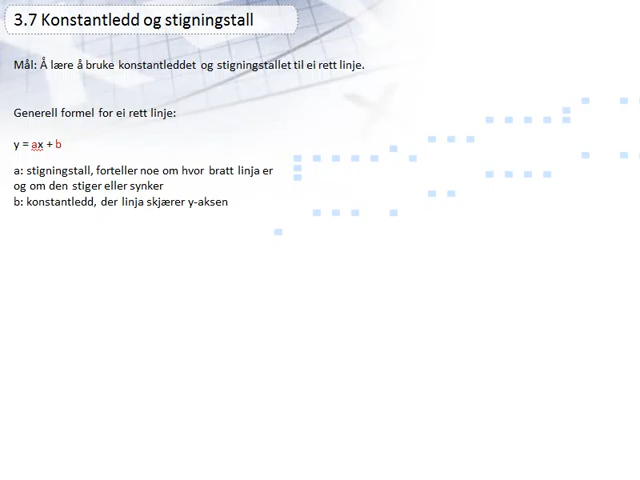 3.7 Konstantledd og stigningstall
Mål: Å lære å bruke konstantleddet og stigningstallet til ei rett linje.
Generell formel for ei rett linje:
y = ax + b
a: stigningstall, forteller noe om hvor bratt linja er
og om den stiger eller synker
b: konstantledd, der linja skjærer y-aksen